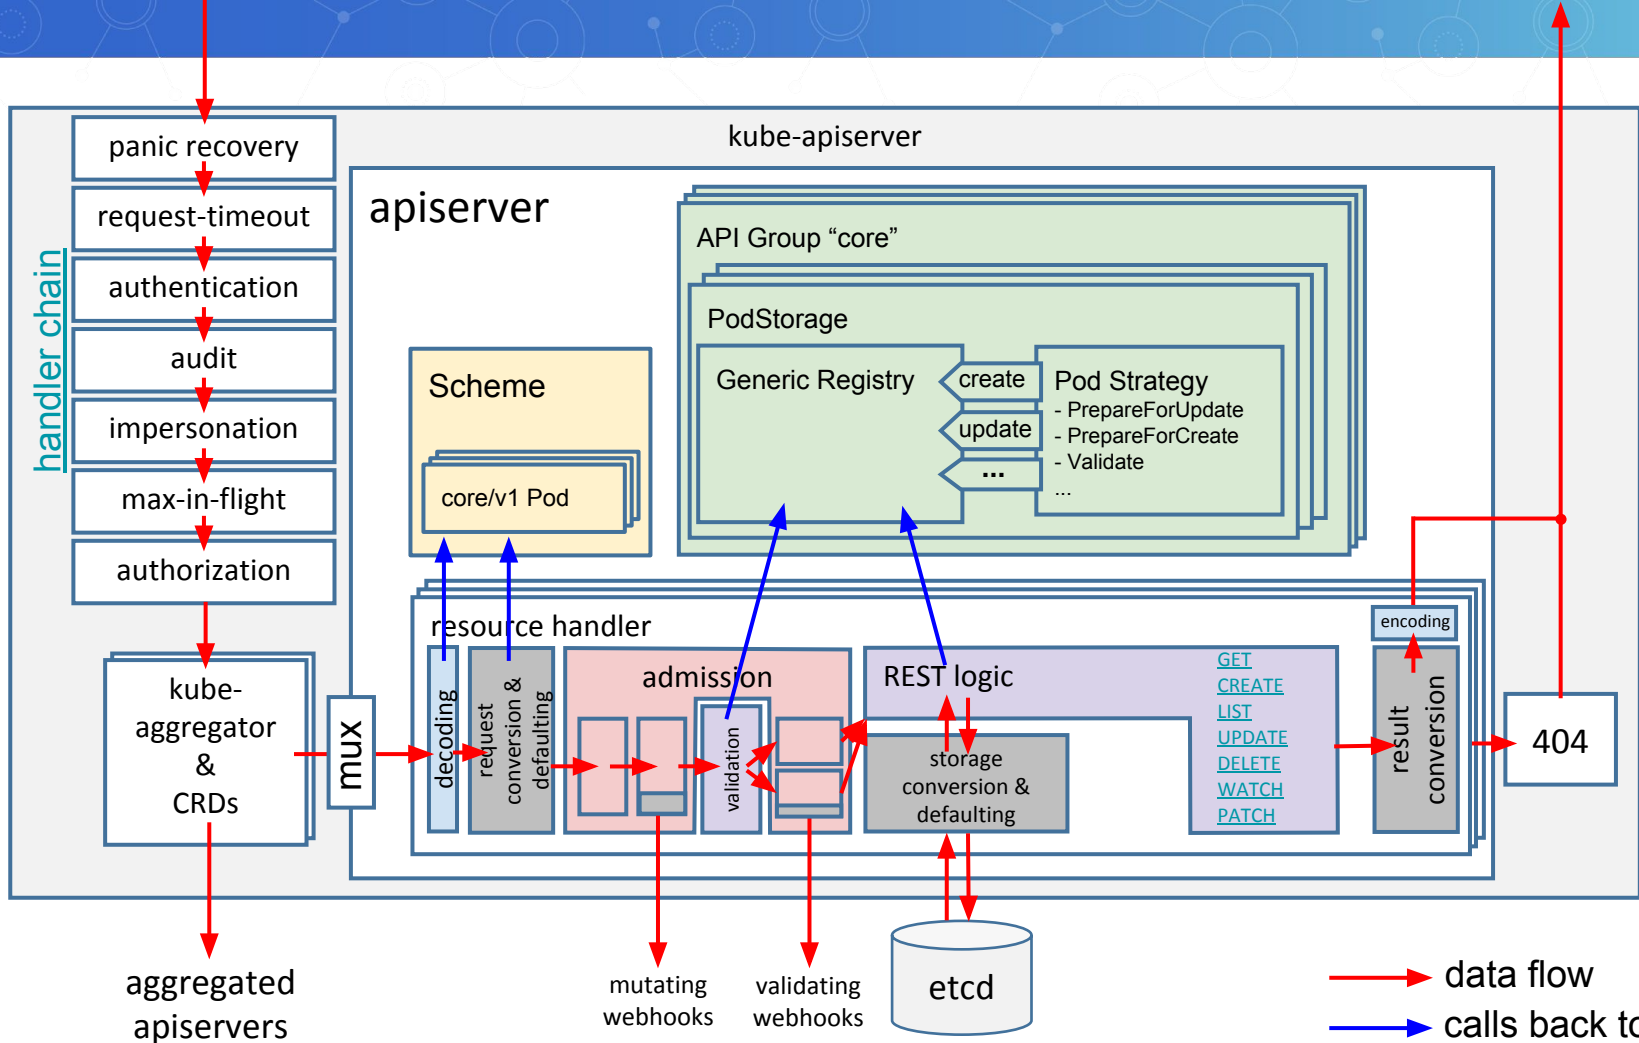 kube-apiserver
panic recovery
request-timeout
authentication
audit
impersonation
max-in-flight
authorization
handler chain
kube-
aggregator
&
CRDs
aggregated
apiservers
mux
apiserver
Scheme
core/v1 Pod
API Group “core”
PodStorage
Generic Registry
create
update
...
Pod Strategy
- PrepareForUpdate
- PrepareForCreate
- Validate
...
resource handler
decoding
request
conversion &
defaulting
admission
validation
mutating
webhooks
validating
webhooks
REST logic
storage
conversion &
defaulting
etcd
GET
CREATE
LIST
UPDATE
DELETE
WATCH
PATCH
encoding
result
conversion
404
data flow
calls back to